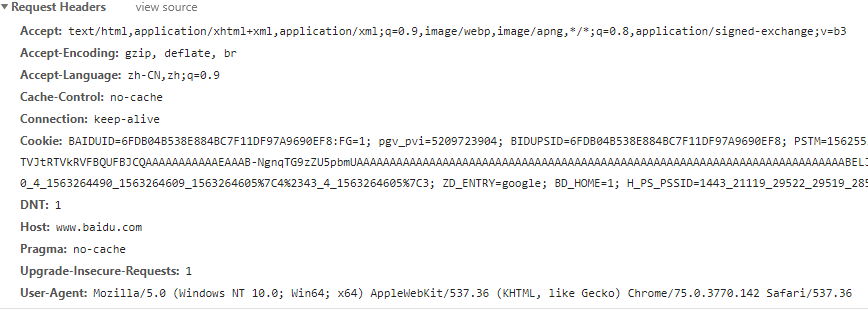 Request Headers view source
Accept: text/html,application/xhtml+xml,application/xml;q=0.9,image/webp,image/apng,*/*;q=0.8,application/signed-exchange;v=b3
Accept-Encoding: gzip, deflate, br
Accept-Language: zh-CN,zh;q=0.9
Cache-Control: no-cache
Connection: keep-alive
Cookie: BAIDUID=6FDB04B538E884BC7F11DF97A9690EF8:FG=1; pgv_pvi=5209723904; BIDUPSID=6FDB04B538E884BC7F11DF97A9690EF8; PSTM=156255
0_4_1563264490_1563264609_1563264605%7C4%2343_4_1563264605%7C3; ZD_ENTRY=google; BD_HOME=1; H_PS_PSSID=1443_21119_29522_29519_285
DNT: 1
Host: www.baidu.com
Pragma: no-cache
Upgrade-Insecure-Requests: 1
User-Agent: Mozilla/5.0 (Windows NT 10.0; Win64; x64) AppleWebKit/537.36 (KHTML, like Gecko) Chrome/75.0.3770.142 Safari/537.36